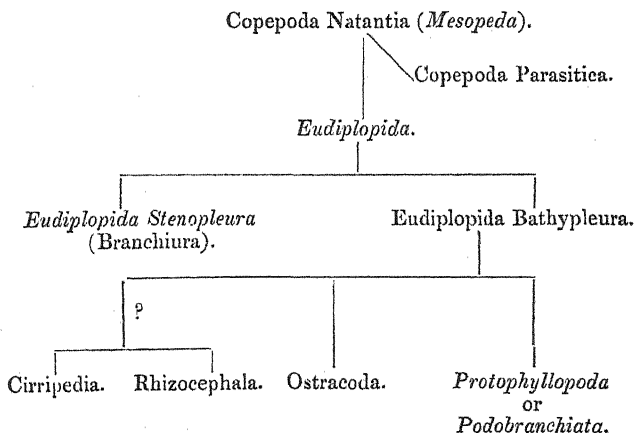 Copepoda Natantia (Mesopeda).
Copepoda Parasitica.
Eudiplopida.
Eudiplopida Stenopleura
(Branchiura).
Eudiplopida Bathypleura.
?
Cirripedia.
Rhizocephala.
Ostracoda.
Protophyllopoda
or
Podobranchiata.